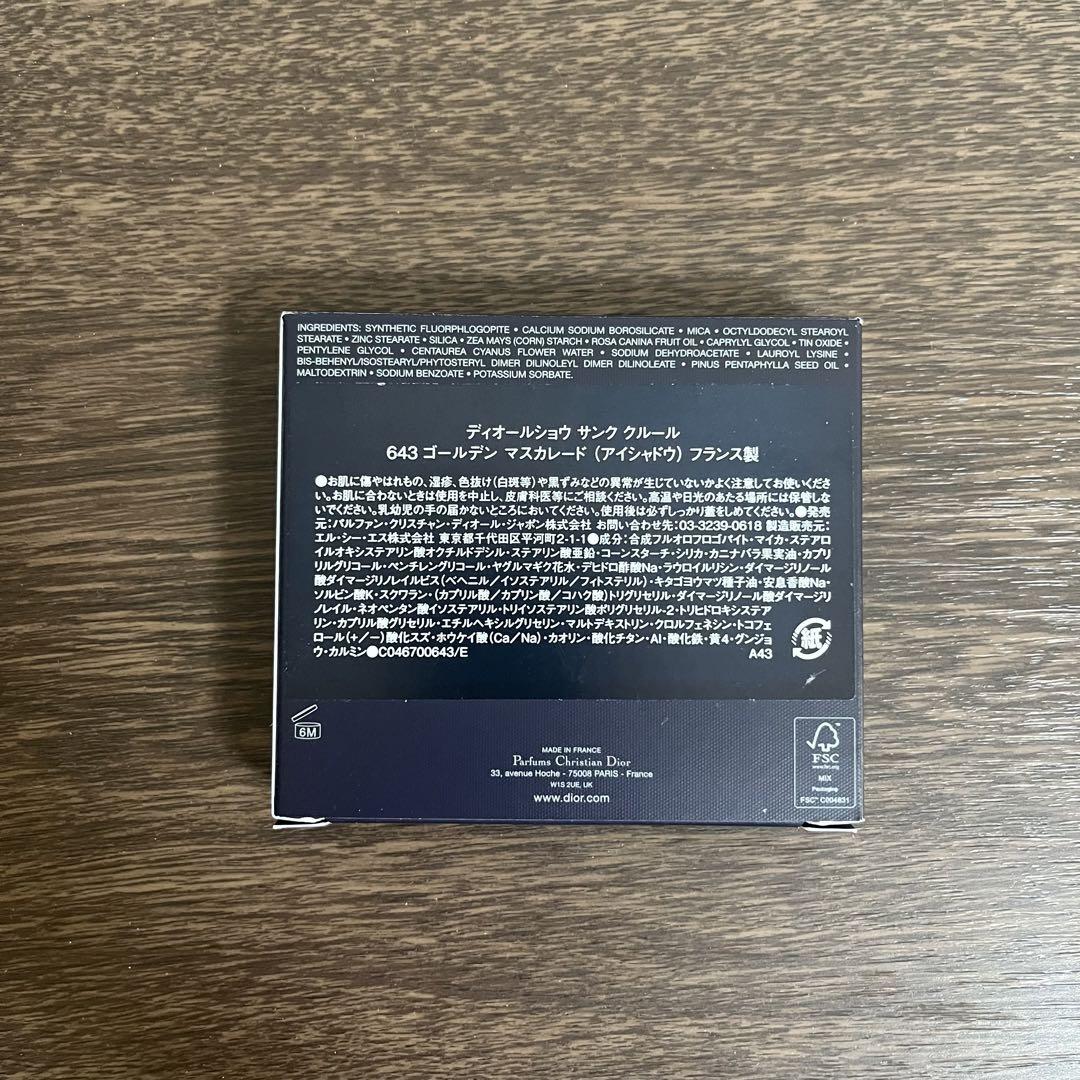 INGREDIENTS: SYNTHETIC FLUORPHLOGOPITE • CALCIUM SODIUM BOROSILICATE • MICA • OCTYLDODECYL STEAROYL
STEARATE • ZINC STEARATE • SILICA • ZEA MAYS (CORN) STARCH • ROSA CANINA FRUIT OIL • CAPRYLYL GLYCOL • TIN OXIDE •
PENTYLENE GLYCOL • CENTAUREA CYANUS FLOWER WATER • SODIUM DEHYDROACETATE • LAUROYL LYSINE •
BIS-BEHENYL/ISOSTEARYL/PHYTOSTERYL DIMER DILINOLEYL DIMER DILINOLEATE • PINUS PENTAPHYLLA SEED OIL •
MALTODEXTRIN • SODIUM BENZOATE • POTASSIUM SORBATE.
ディオールショウ サンク クルール
643 ゴールデン マスカレード (アイシャドウ) フランス製
●お肌に傷やはれもの、湿疹、色抜け(白斑等)や黒ずみなどの異常が生じていないかよく注意してお使いくださ
い。お肌に合わないときは使用を中止し、皮膚科医等にご相談ください。高温や日光のあたる場所には保管しな
いでください。乳幼児の手の届かないところにおいてください。使用後は必ずしっかり蓋をしめてください。●発売
元:パルファン・クリスチャン・ディオール・ジャポン株式会社 お問い合わせ先:03-3239-0618 製造販売元:
エル・シー・エス株式会社 東京都千代田区平河町2-1-1●成分:合成フルオロフロゴパイト・マイカ・ステアロ
イルオキシステアリン酸オクチルドデシル・ステアリン酸亜鉛・コーンスターチ・シリカ・カニナバラ果実油・カプリ
リルグリコール・ペンチレングリコール・ヤグルマギク花水・デヒドロ酢酸Na・ラウロイルリシン・ダイマージリノール
酸ダイマージリノレイルビス(ベヘニル/イソステアリル/フィトステリル)・キタゴヨウマツ種子油・安息香酸Na・
ソルビン酸K・スクワラン・(カプリル酸/カプリン酸/コハク酸)トリグリセリル・ダイマージリノール酸ダイマージリ
ノレイル・ネオペンタン酸イソステアリル・トリイソステアリン酸ポリグリセリル-2・トリヒドロキシステア
リン・カプリル酸グリセリル・エチルヘキシルグリセリン・マルトデキストリン・クロルフェネシン・トコフェ
ロール(+/−)酸化スズ・ホウケイ酸(Ca/Na)・カオリン・酸化チタン・Al・酸化鉄・黄4・グンジョ
ウ・カルミン●C046700643/E
A43
紙
6M
MADE IN FRANCE
Parfums Christian Dior
33, avenue Hoche - 75008 PARIS - France
W1S 2UE, UK
www.dior.com
FSC
www.fsc.org
MIX
Packaging
FSC™ C004831